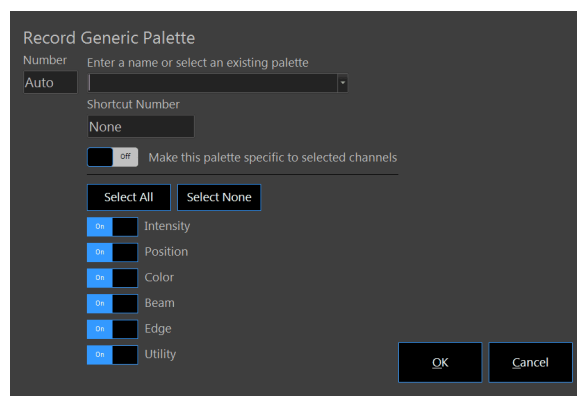 Record Generic Palette
Number Enter a name or select an existing palette
Auto
Shortcut Number
None
Off Make this palette specific to selected channels
Select All Select None
On Intensity
On Position
On Color
On Beam
On Edge
On Utility
OK Cancel